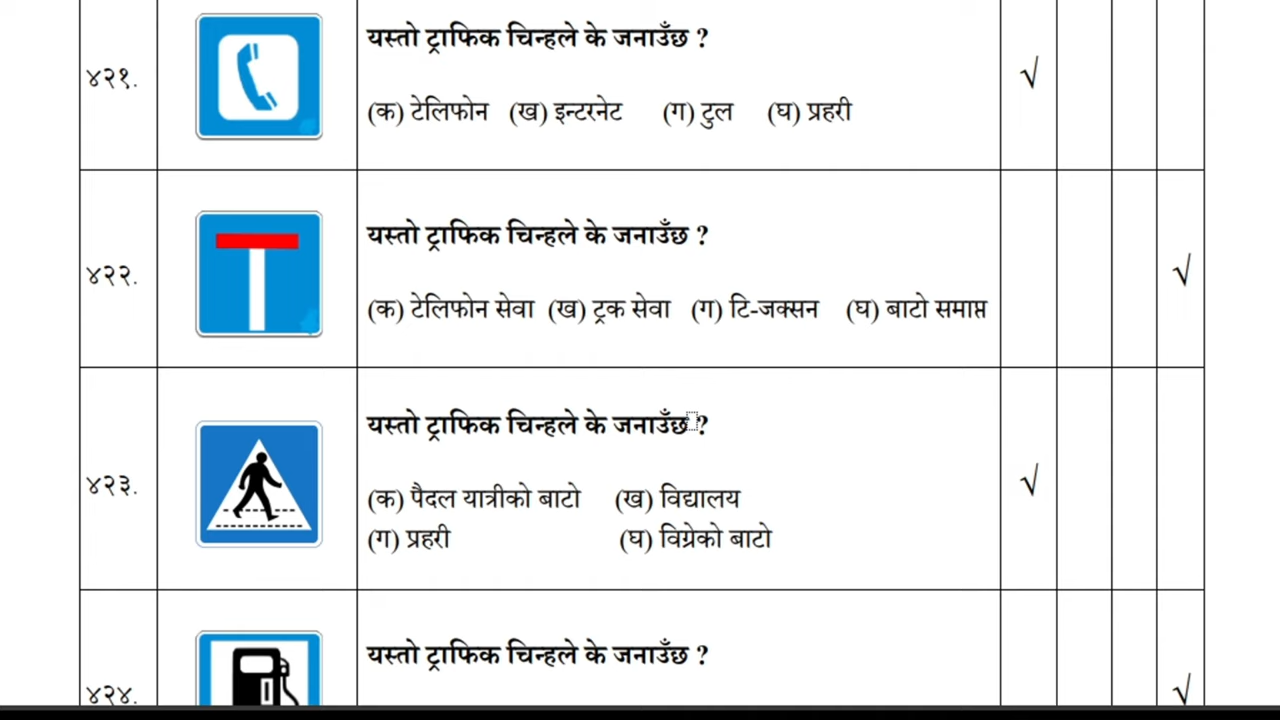 ४२१.
यस्तो ट्राफिक चिन्हले के जनाउँछ ?
(क) टेलिफोन (ख) इन्टरनेट (ग) टुल (घ) प्रहरी
√
४२२.
यस्तो ट्राफिक चिन्हले के जनाउँछ ?
(क) टेलिफोन सेवा (ख) ट्रक सेवा (ग) टि-जक्सन (घ) बाटो समाप्त
√
४२३.
यस्तो ट्राफिक चिन्हले के जनाउँछ ?
(क) पैदल यात्रीको बाटो (ख) विद्यालय
(ग) प्रहरी (घ) विग्रेको बाटो
√
४२४.
यस्तो ट्राफिक चिन्हले के जनाउँछ ?
√